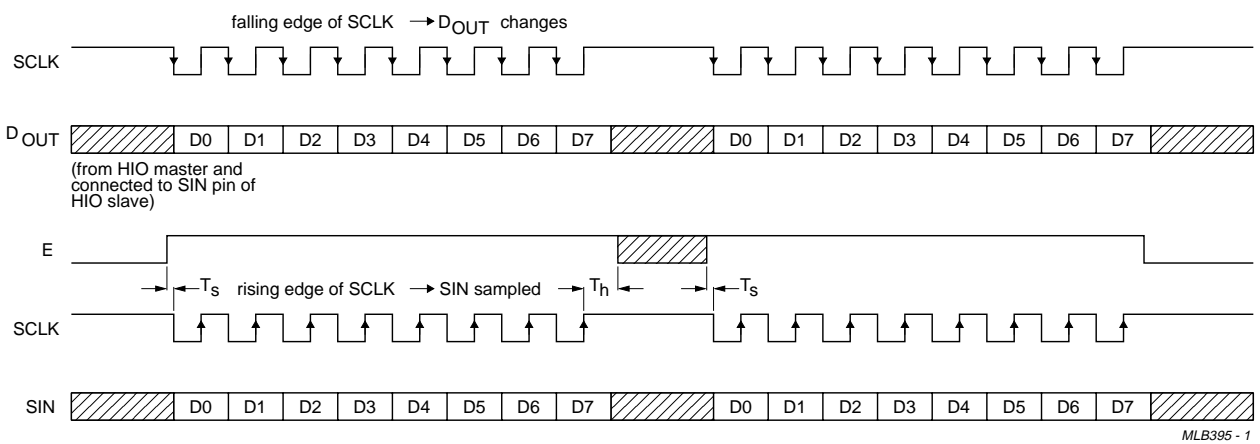 falling edge of SCLK → DOUT changes
SCLK
DOUT D0 D1 D2 D3 D4 D5 D6 D7 D0 D1 D2 D3 D4 D5 D6 D7
(from HIO master and
connected to SIN pin of
HIO slave)
E
Ts rising edge of SCLK → SIN sampled Th Ts
SCLK
SIN D0 D1 D2 D3 D4 D5 D6 D7 D0 D1 D2 D3 D4 D5 D6 D7
MLB395 - 1